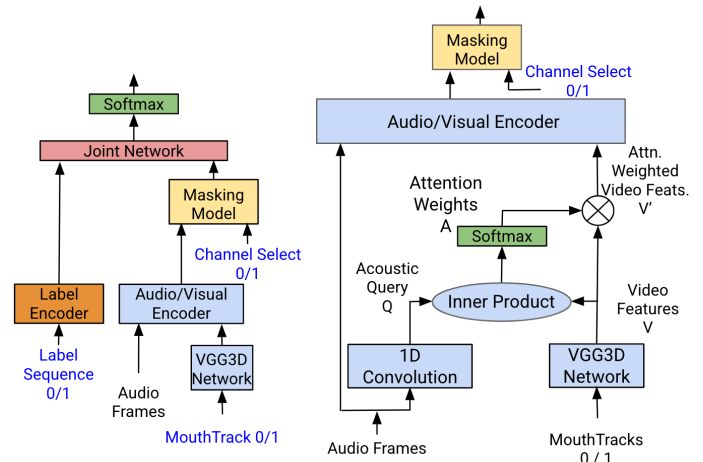 Softmax
Joint Network
Masking
Model
Channel Select
0/1
Label
Encoder
Audio/Visual
Encoder
Label
Sequence
0/1
Audio
Frames
VGG3D
Network
MouthTrack 0/1
Masking
Model
Channel Select
0/1
Audio/Visual Encoder
Attn.
Weighted
Video Feats.
V'
Attention
Weights
A
Softmax
Acoustic
Query
Q
Inner Product
Video
Features
V
1D
Convolution
VGG3D
Network
Audio Frames
MouthTracks
0 / 1